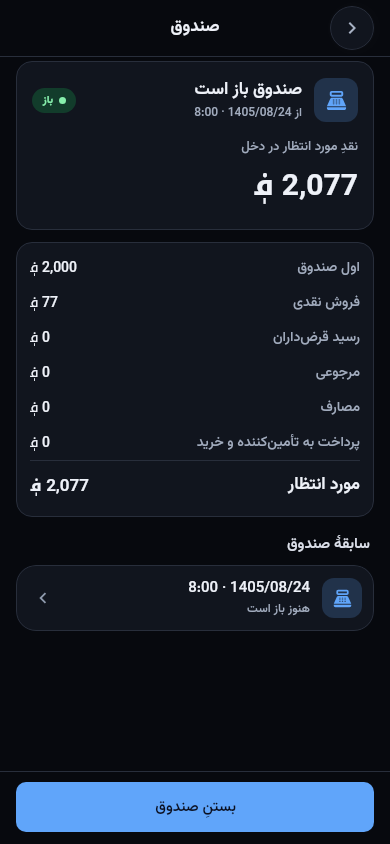 صندوق
صندوق باز است
باز
از 1405/08/24 · 8:00
نقدِ مورد انتظار در دخل
2,077 ؋
اول صندوق
2,000 ؋
فروش نقدی
77 ؋
رسید قرض‌داران
0 ؋
مرجوعی
0 ؋
مصارف
0 ؋
پرداخت به تأمین‌کننده و خرید
0 ؋
مورد انتظار
2,077 ؋
سابقهٔ صندوق
1405/08/24 · 8:00
هنوز باز است
بستنِ صندوق